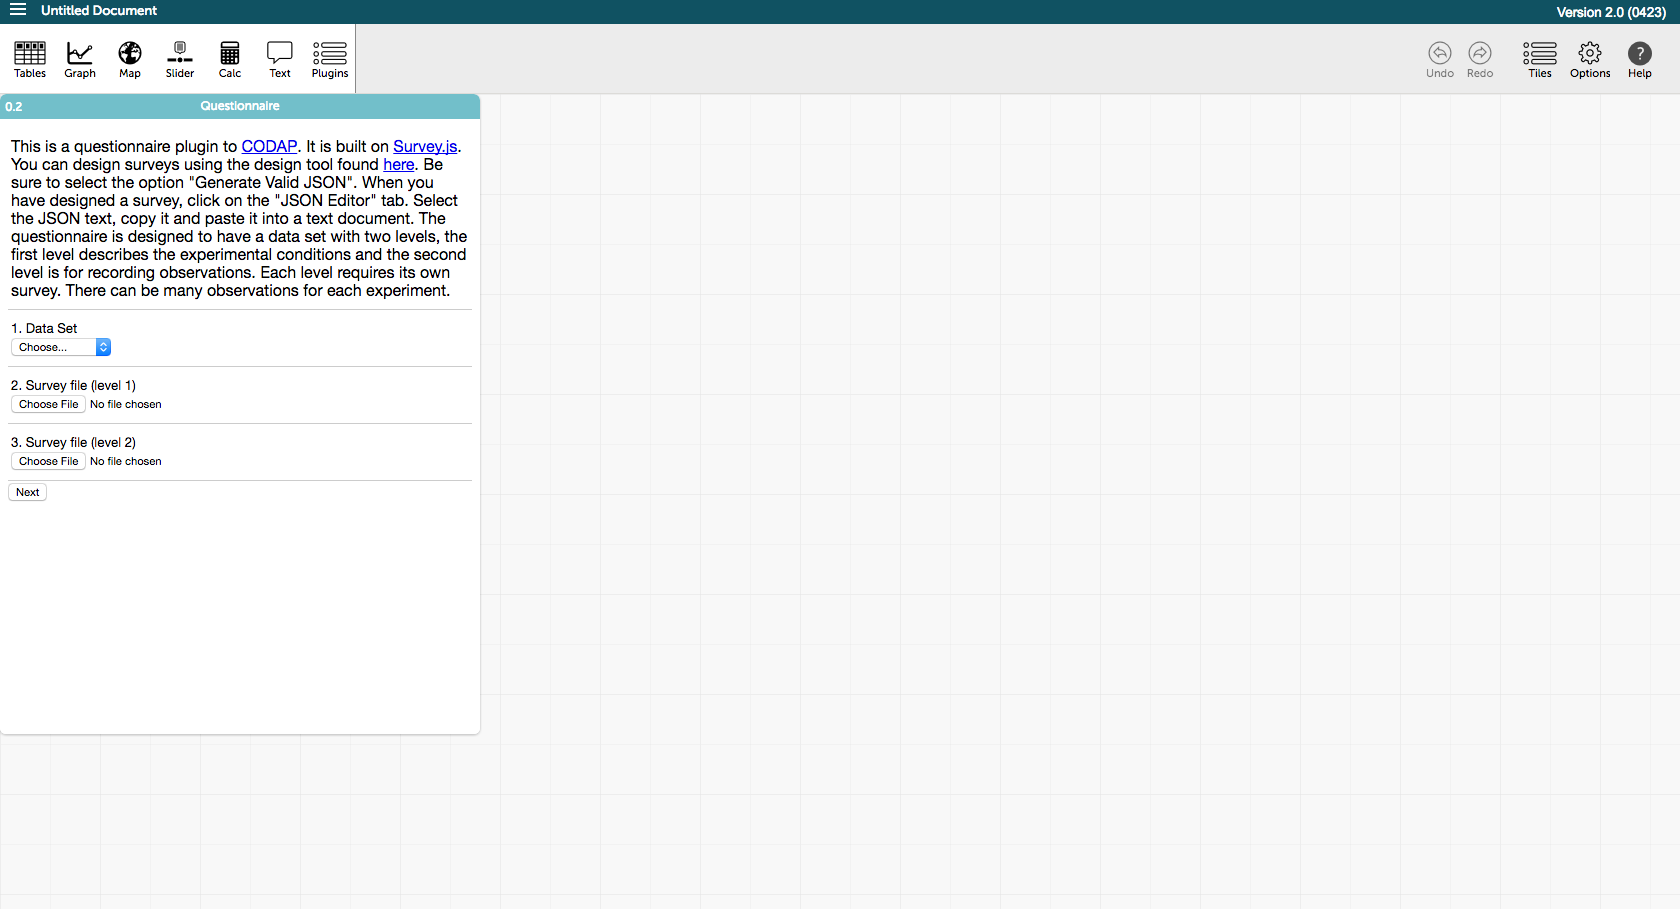 Untitled Document
Version 2.0 (0423)
Tables
Graph
Map
Slider
Calc
Text
Plugins
Undo
Redo
Tiles
Options
?
Help
0.2
Questionnaire
This is a questionnaire plugin to CODAP. It is built on Survey.js.
You can design surveys using the design tool found here. Be
sure to select the option "Generate Valid JSON". When you
have designed a survey, click on the "JSON Editor" tab. Select
the JSON text, copy it and paste it into a text document. The
questionnaire is designed to have a data set with two levels, the
first level describes the experimental conditions and the second
level is for recording observations. Each level requires its own
survey. There can be many observations for each experiment.
1. Data Set
Choose...
2. Survey file (level 1)
Choose File No file chosen
3. Survey file (level 2)
Choose File No file chosen
Next